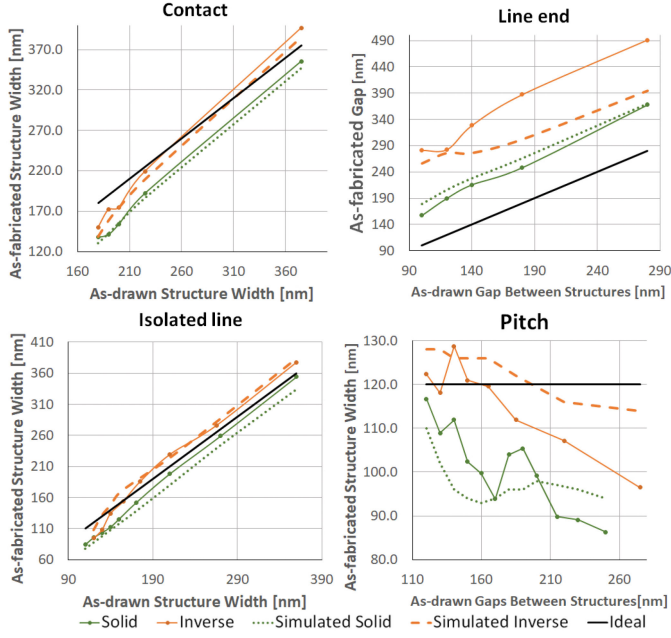 Contact
As-fabricated Structure Width [nm]
370.0
320.0
270.0
220.0
170.0
120.0
160 210 260 310 360
As-drawn Structure Width [nm]
Line end
As-fabricated Gap [nm]
490
440
390
340
290
240
190
140
90
90 140 190 240 290
As-drawn Gap Between Structures [nm]
Isolated line
As-fabricated Structure Width [nm]
410
360
310
260
210
160
110
60
90 190 290 390
As-drawn Structure Width [nm]
Pitch
As-fabricated Structure Width [nm]
130.0
120.0
110.0
100.0
90.0
80.0
110 160 210 260
As-drawn Gaps Between Structures[nm]
Solid Inverse Simulated Solid Simulated Inverse Ideal